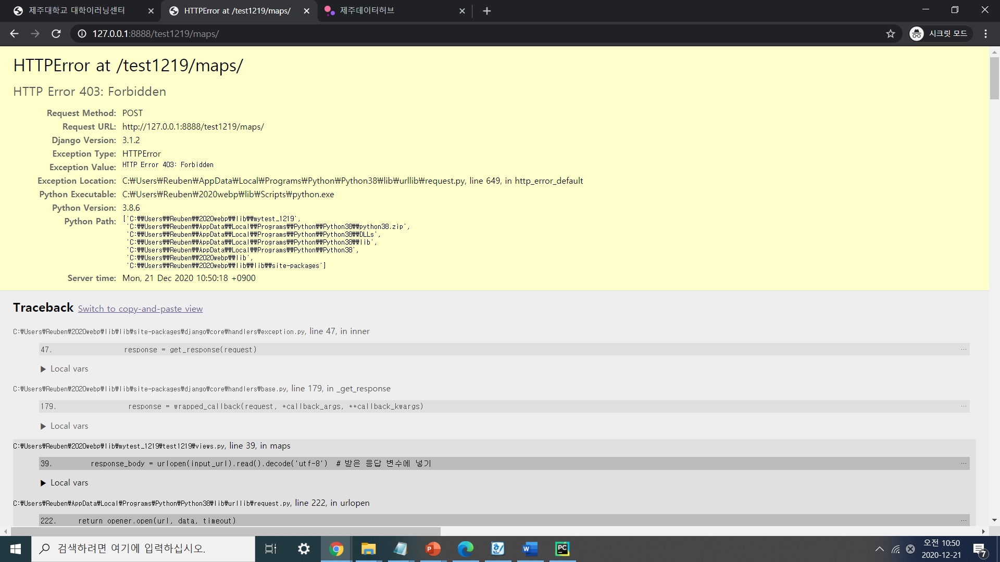 제주대학교 대학이러닝센터
HTTPError at /test1219/maps/
제주데이터허브
127.0.0.1:8888/test1219/maps/
시크릿 모드
HTTPError at /test1219/maps/
HTTP Error 403: Forbidden
Request Method: POST
Request URL: http://127.0.0.1:8888/test1219/maps/
Django Version: 3.1.2
Exception Type: HTTPError
Exception Value: HTTP Error 403: Forbidden
Exception Location: C:₩Users₩Reuben₩AppData₩Local₩Programs₩Python₩Python38₩lib₩urllib₩request.py, line 649, in http_error_default
Python Executable: C:₩Users₩Reuben₩2020webp₩lib₩Scripts₩python.exe
Python Version: 3.8.6
Python Path: ['C:₩₩Users₩₩Reuben₩₩2020webp₩₩lib₩₩mytest_1219',
'C:₩₩Users₩₩Reuben₩₩AppData₩₩Local₩₩Programs₩₩Python₩₩Python38₩₩python38.zip',
'C:₩₩Users₩₩Reuben₩₩AppData₩₩Local₩₩Programs₩₩Python₩₩Python38₩₩DLLs',
'C:₩₩Users₩₩Reuben₩₩AppData₩₩Local₩₩Programs₩₩Python₩₩Python38₩₩lib',
'C:₩₩Users₩₩Reuben₩₩AppData₩₩Local₩₩Programs₩₩Python₩₩Python38',
'C:₩₩Users₩₩Reuben₩₩2020webp₩₩lib',
'C:₩₩Users₩₩Reuben₩₩2020webp₩₩lib₩₩lib₩₩site-packages']
Server time: Mon, 21 Dec 2020 10:50:18 +0900
Traceback Switch to copy-and-paste view
C:₩Users₩Reuben₩2020webp₩lib₩lib₩site-packages₩django₩core₩handlers₩exception.py, line 47, in inner
47. response = get_response(request) …
▶ Local vars
C:₩Users₩Reuben₩2020webp₩lib₩lib₩site-packages₩django₩core₩handlers₩base.py, line 179, in _get_response
179. response = wrapped_callback(request, *callback_args, **callback_kwargs) …
▶ Local vars
C:₩Users₩Reuben₩2020webp₩lib₩mytest_1219₩test1219₩views.py, line 39, in maps
39. response_body = urlopen(input_url).read().decode('utf-8') # 받은 응답 변수에 넣기 …
▶ Local vars
C:₩Users₩Reuben₩AppData₩Local₩Programs₩Python₩Python38₩lib₩urllib₩request.py, line 222, in urlopen
222. return opener.open(url, data, timeout) …
검색하려면 여기에 입력하십시오.
오전 10:50
2020-12-21
7